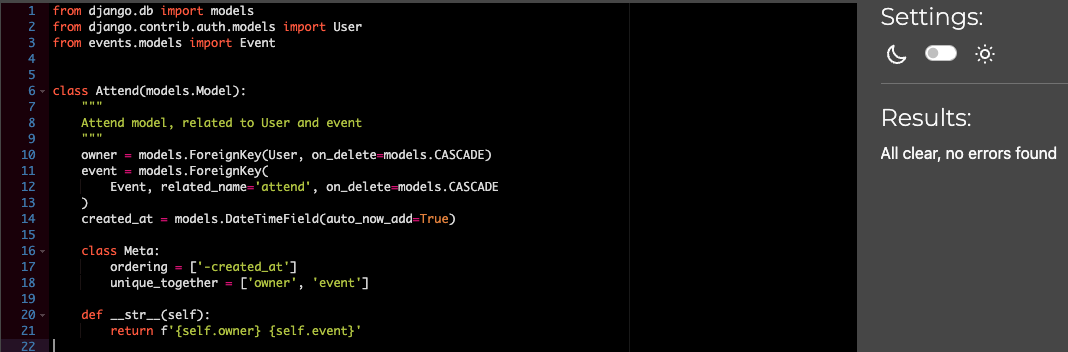 1 from django.db import models
2 from django.contrib.auth.models import User
3 from events.models import Event
4
5
6 class Attend(models.Model):
7     """
8     Attend model, related to User and event
9     """
10     owner = models.ForeignKey(User, on_delete=models.CASCADE)
11     event = models.ForeignKey(
12         Event, related_name='attend', on_delete=models.CASCADE
13     )
14     created_at = models.DateTimeField(auto_now_add=True)
15
16     class Meta:
17         ordering = ['-created_at']
18         unique_together = ['owner', 'event']
19
20     def __str__(self):
21         return f'{self.owner} {self.event}'
22
Settings:
Results:
All clear, no errors found